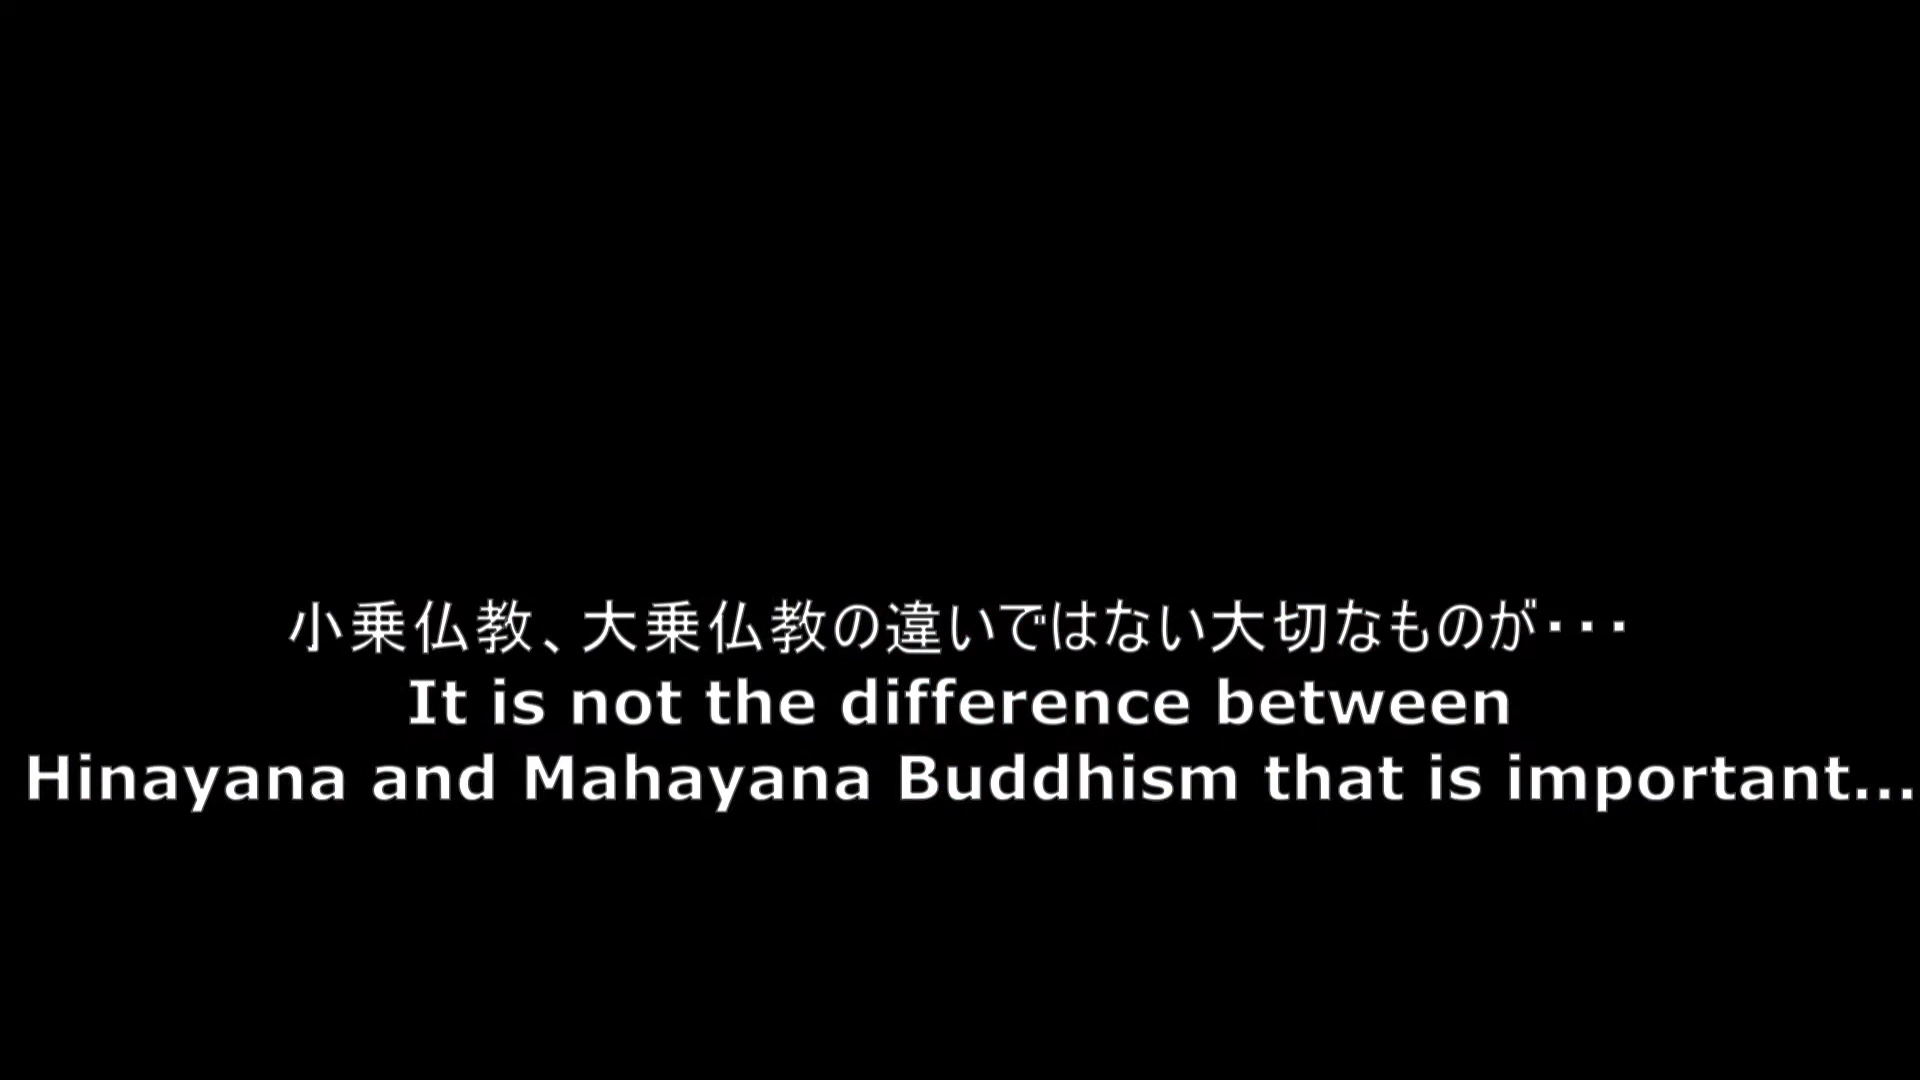 小乗仏教、大乗仏教の違いではない大切なものが・・・
It is not the difference between
Hinayana and Mahayana Buddhism that is important...